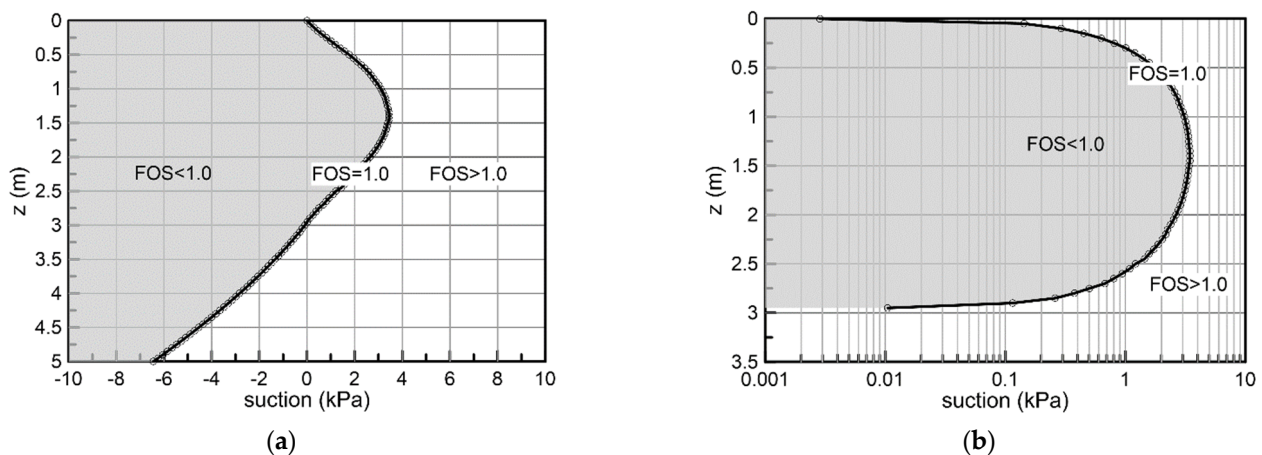 0
0.5
1
1.5
2
2.5
3
3.5
4
4.5
5
z (m)
FOS<1.0
FOS=1.0
FOS>1.0
-10 -8 -6 -4 -2 0 2 4 6 8 10
suction (kPa)
(a)
0
0.5
1
1.5
2
2.5
3
3.5
z (m)
FOS=1.0
FOS<1.0
FOS>1.0
0.001 0.01 0.1 1 10
suction (kPa)
(b)